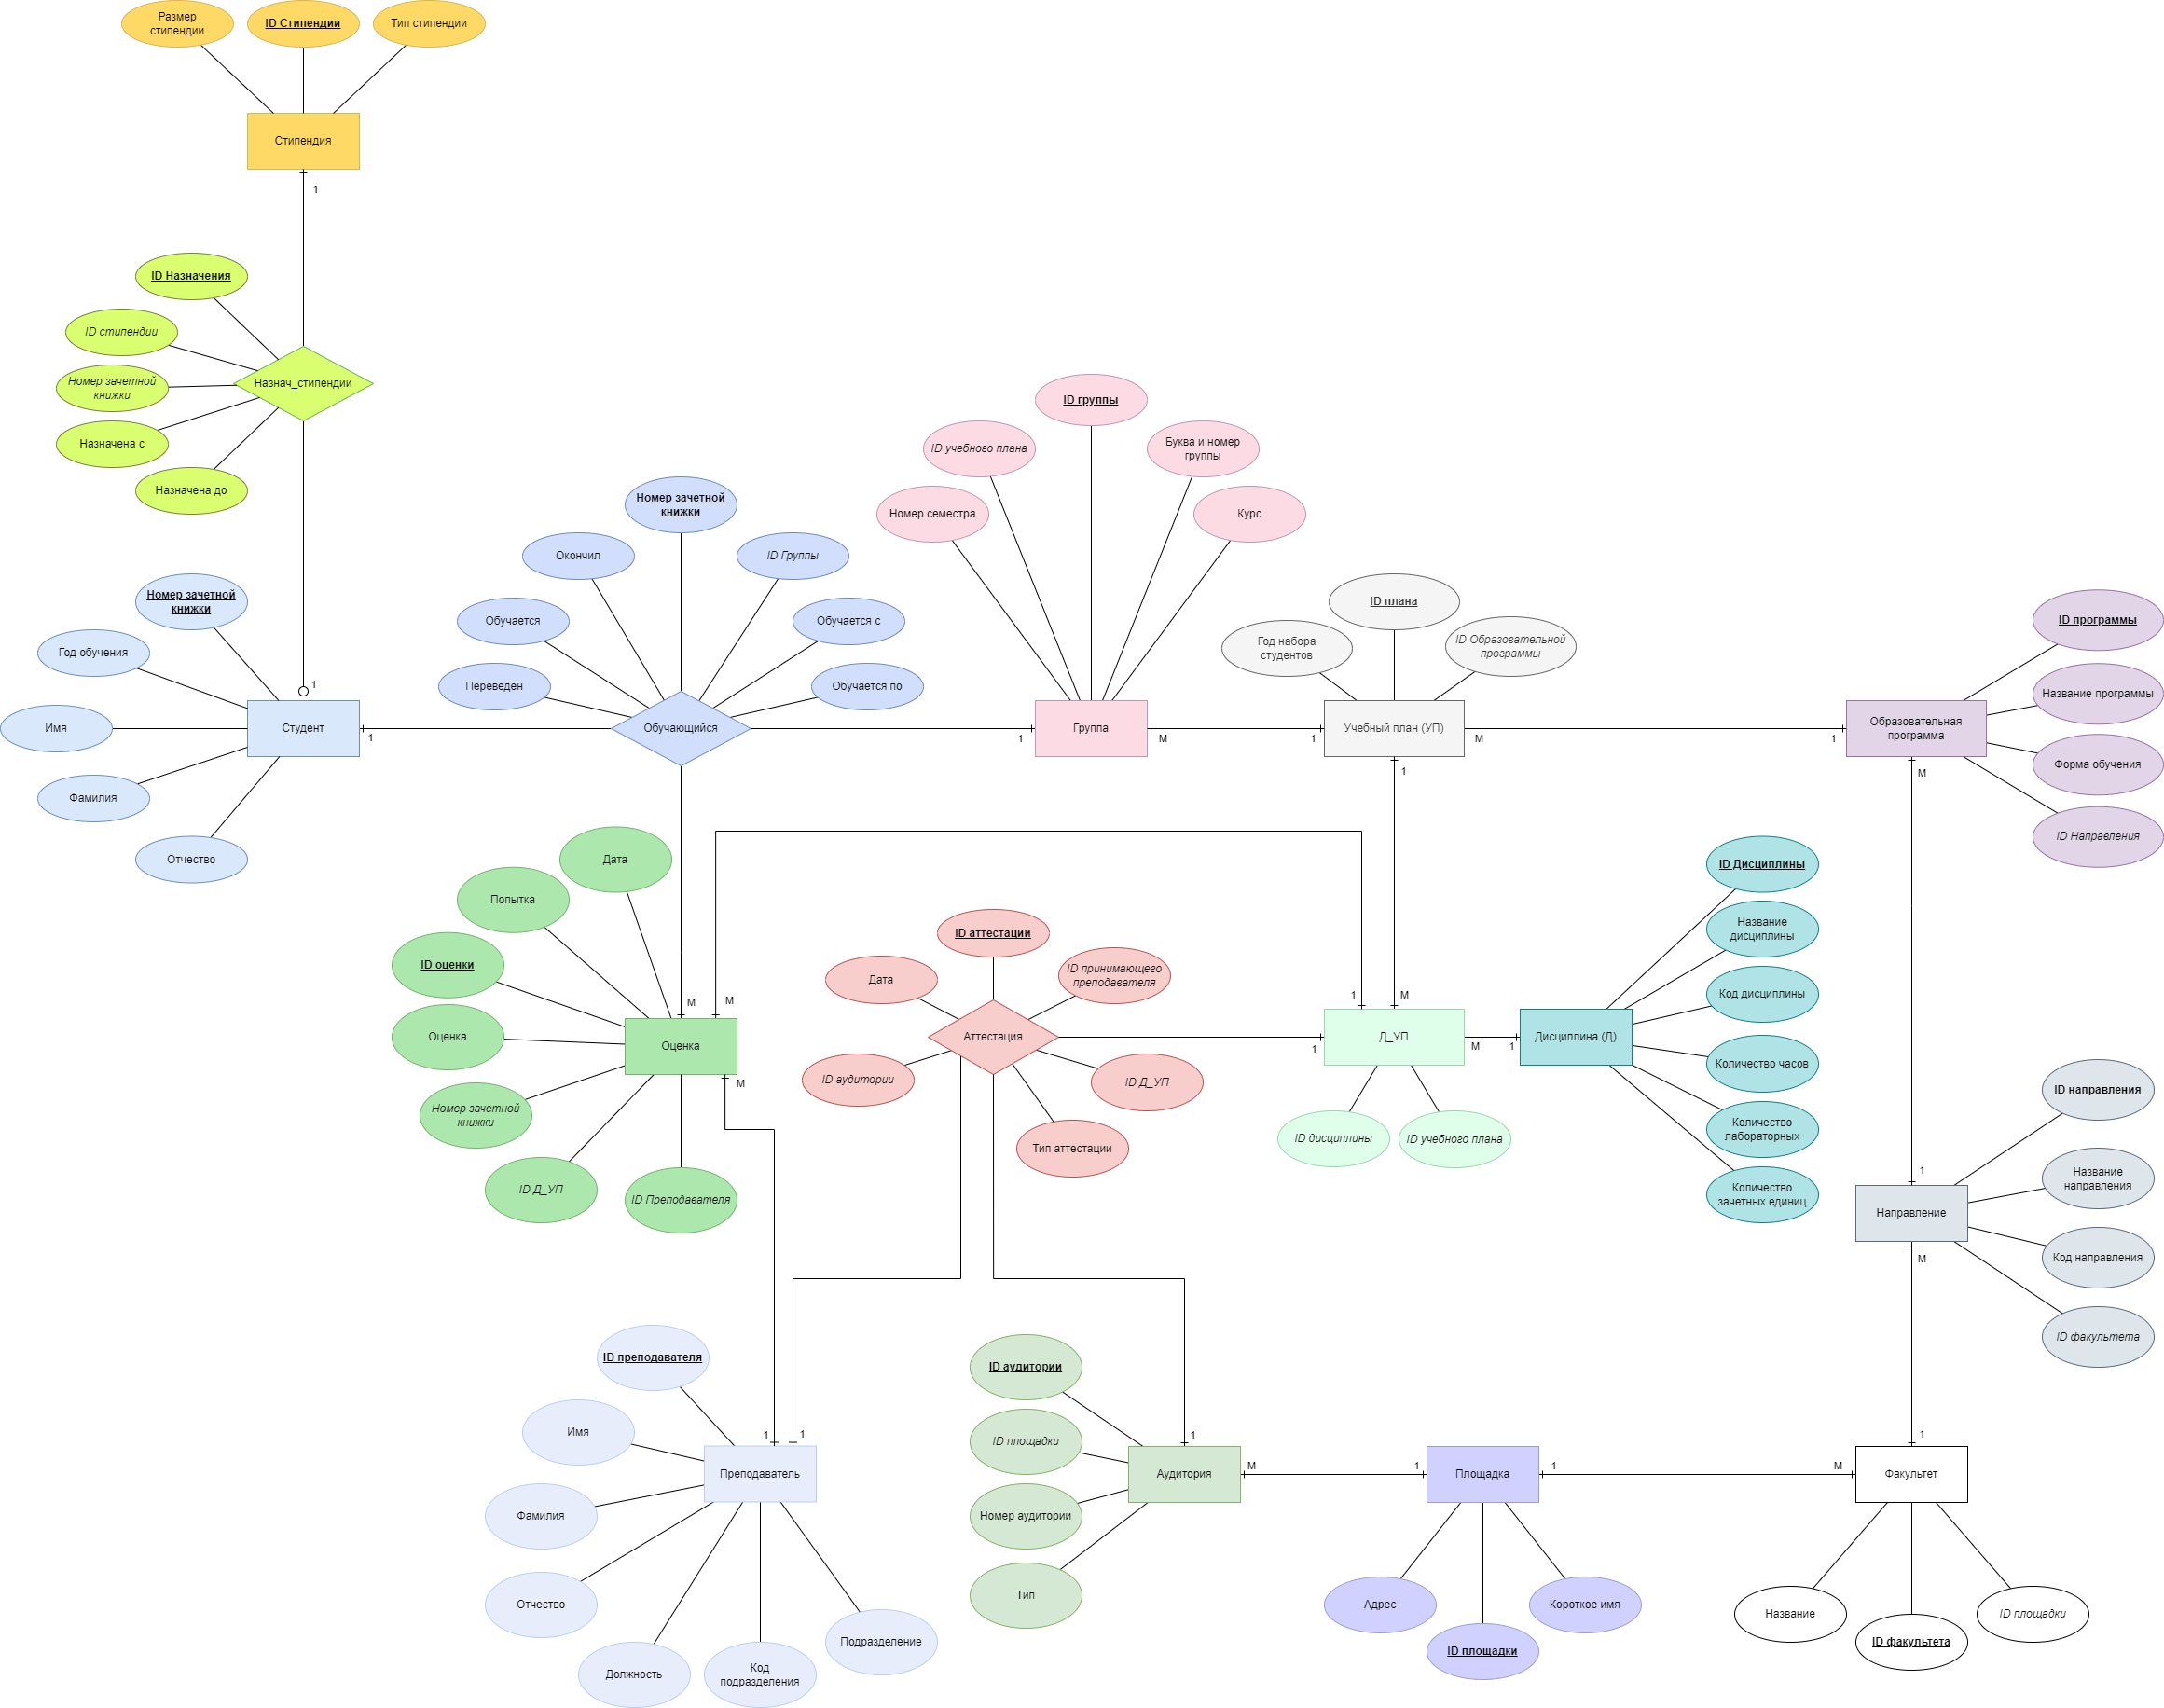 Размер
стипендии
ID Стипендии
Тип стипендии
Стипендия
1
ID Назначения
ID стипендии
Номер зачетной
книжки
Назначена с
Назначена до
Назнач_стипендии
1
Номер зачетной
книжки
Год обучения
Имя
Фамилия
Отчество
Студент
1
Номер зачетной
книжки
Окончил
ID Группы
Обучается
Обучается с
Переведён
Обучается по
Обучающийся
1
ID группы
ID учебного плана
Буква и номер
группы
Номер семестра
Курс
Группа
М
1
ID плана
Год набора
студентов
ID Образовательной
программы
Учебный план (УП)
М
1
1
ID программы
Название программы
Форма обучения
ID Направления
Образовательная
программа
М
Дата
Попытка
ID оценки
Оценка
Номер зачетной
книжки
ID Д_УП
ID Преподавателя
М
М
Оценка
М
ID аттестации
Дата
ID принимающего
преподавателя
Аттестация
ID аудитории
ID Д_УП
Тип аттестации
1
1
М
Д_УП
М
1
ID дисциплины
ID учебного плана
ID Дисциплины
Название
дисциплины
Код дисциплины
Дисциплина (Д)
Количество часов
Количество
лабораторных
Количество
зачетных единиц
ID направления
Название
направления
1
Направление
Код направления
М
ID факультета
ID преподавателя
Имя
Фамилия
Отчество
Должность
Код
подразделения
Подразделение
1
1
Преподаватель
ID аудитории
ID площадки
Номер аудитории
Тип
1
Аудитория
М
1
Площадка
1
М
Адрес
ID площадки
Короткое имя
1
Факультет
Название
ID факультета
ID площадки